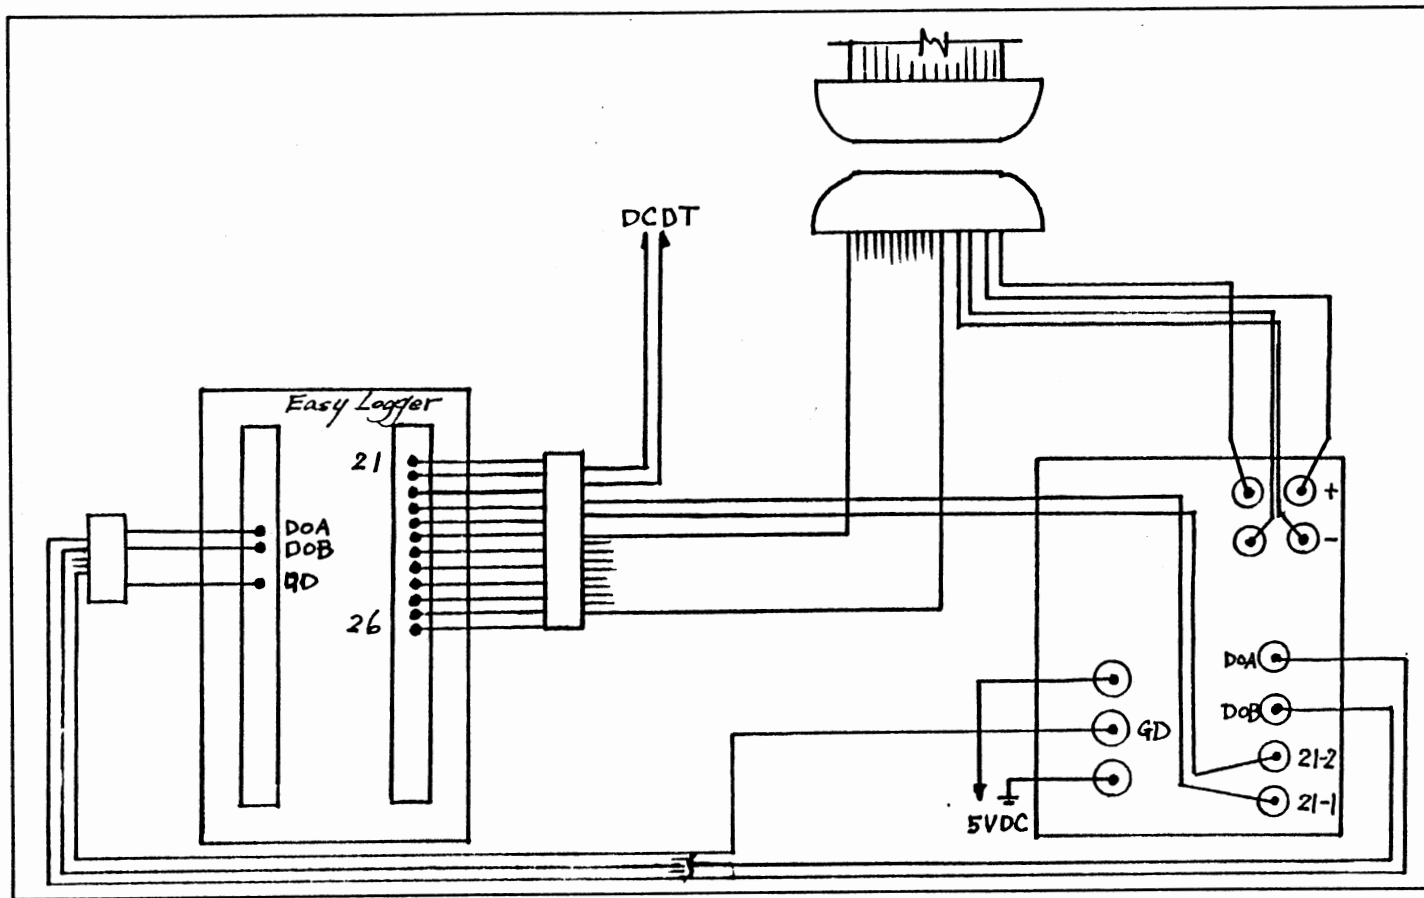 DCDT
Easy Logger
21
DOA
DOB
GD
26
+
-
DOA
DOB
GD
21-2
21-1
5VDC